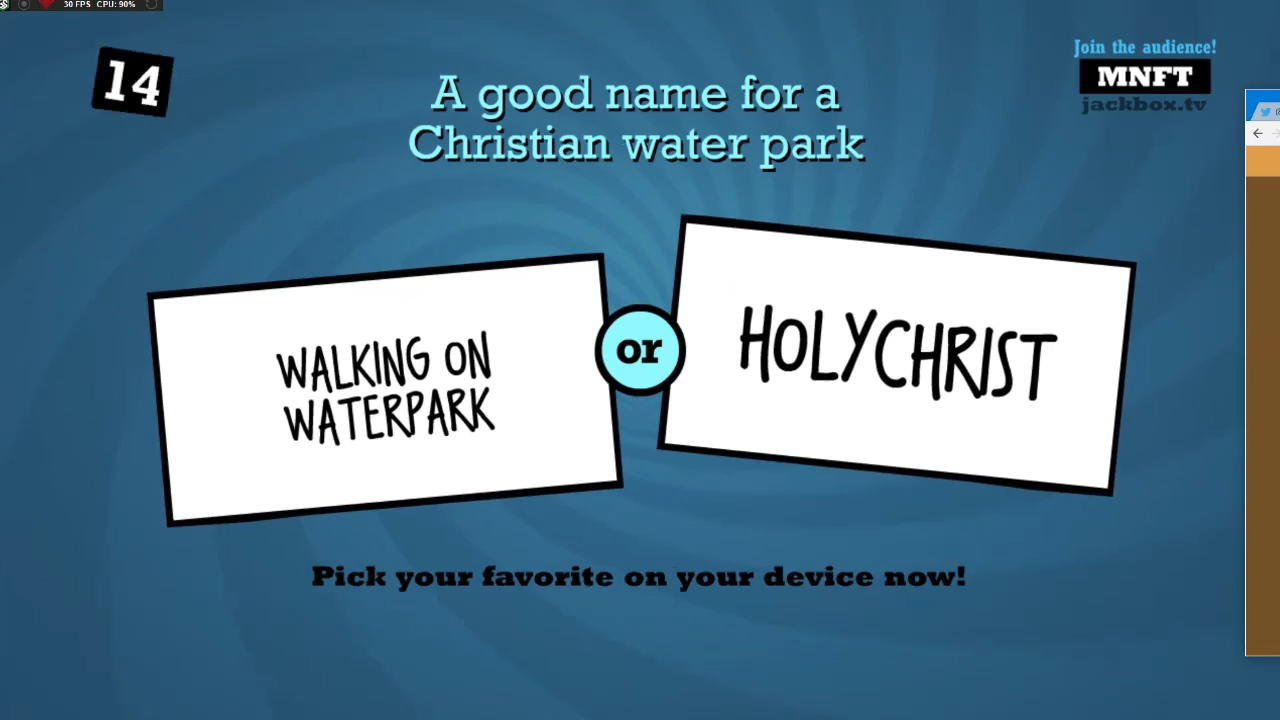 30 FPS CPU: 90%
14
Join the audience!
MNFT
jackbox.tv
A good name for a
Christian water park
WALKING ON
WATERPARK
or
HOLYCHRIST
Pick your favorite on your device now!